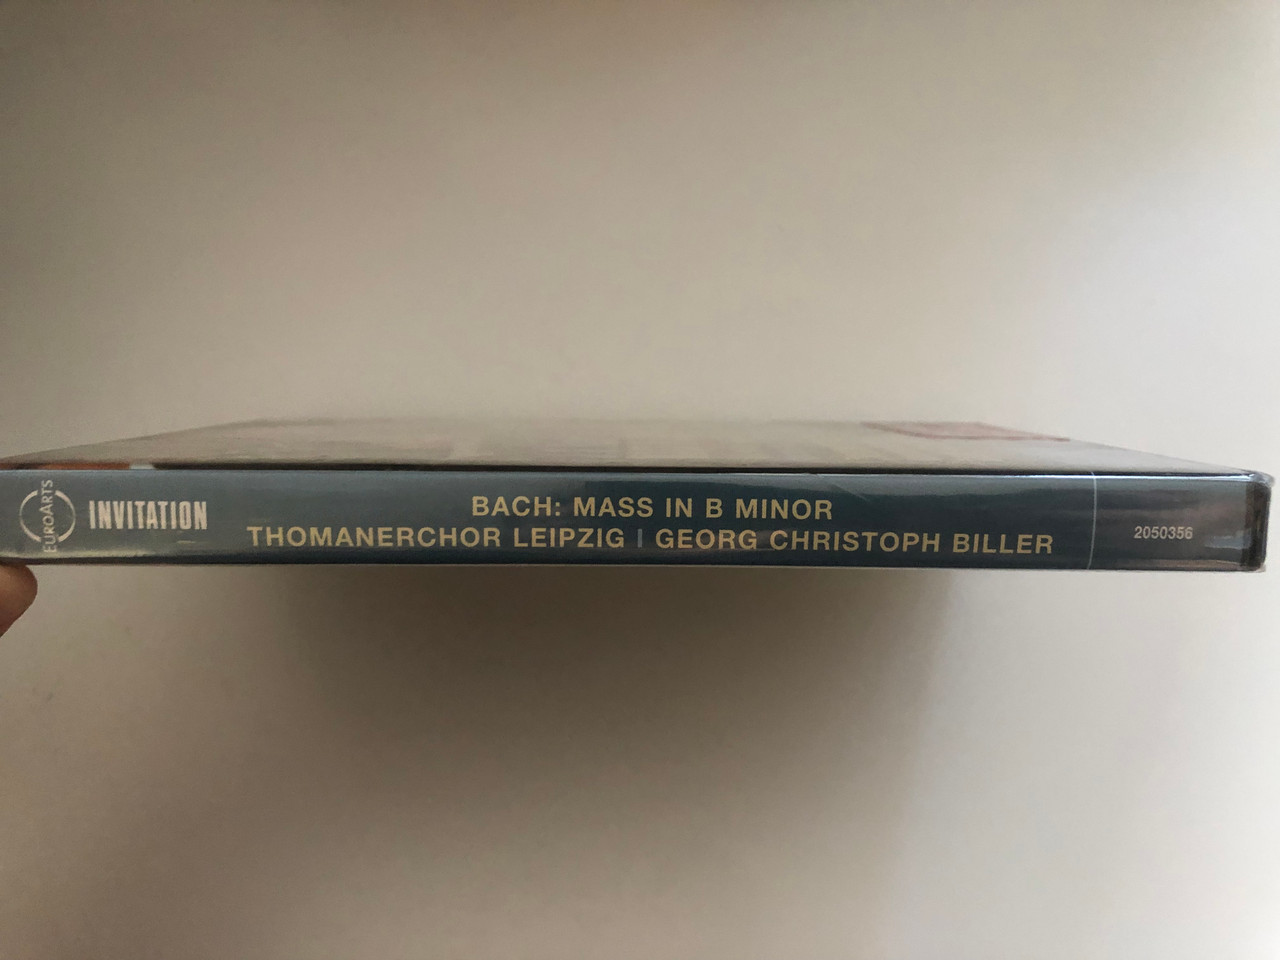 EUROARTS
INVITATION
BACH: MASS IN B MINOR
THOMANERCHOR LEIPZIG | GEORG CHRISTOPH BILLER
2050356